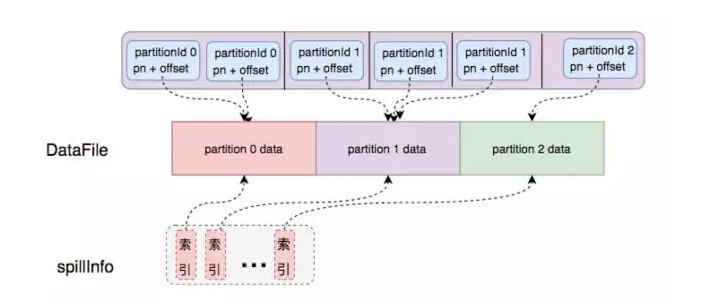 partitionId 0
pn + offset
partitionId 0
pn + offset
partitionId 1
pn + offset
partitionId 1
pn + offset
partitionId 1
pn + offset
partitionId 2
pn + offset
DataFile
partition 0 data
partition 1 data
partition 2 data
spillInfo
索
引
索
引
...
索
引